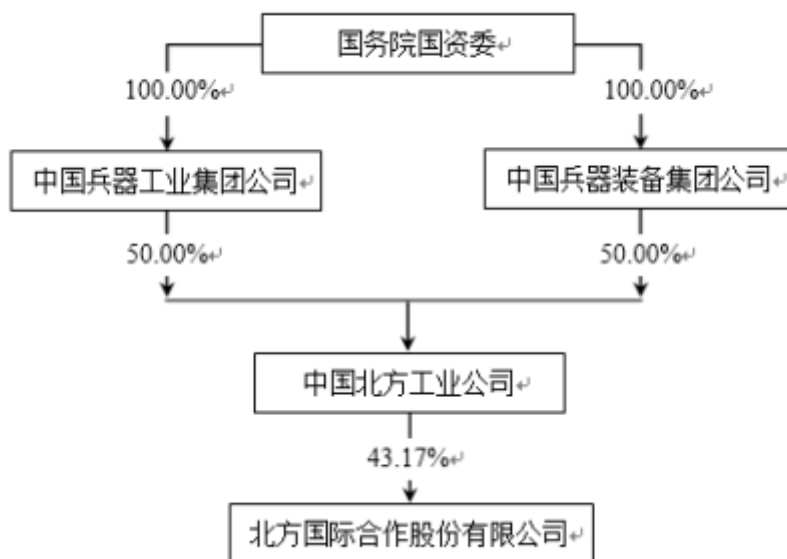 国务院国资委↵
100.00%↵ 100.00%↵
中国兵器工业集团公司↵ 中国兵器装备集团公司↵
50.00%↵ 50.00%↵
中国北方工业公司↵
43.17%↵
北方国际合作股份有限公司↵